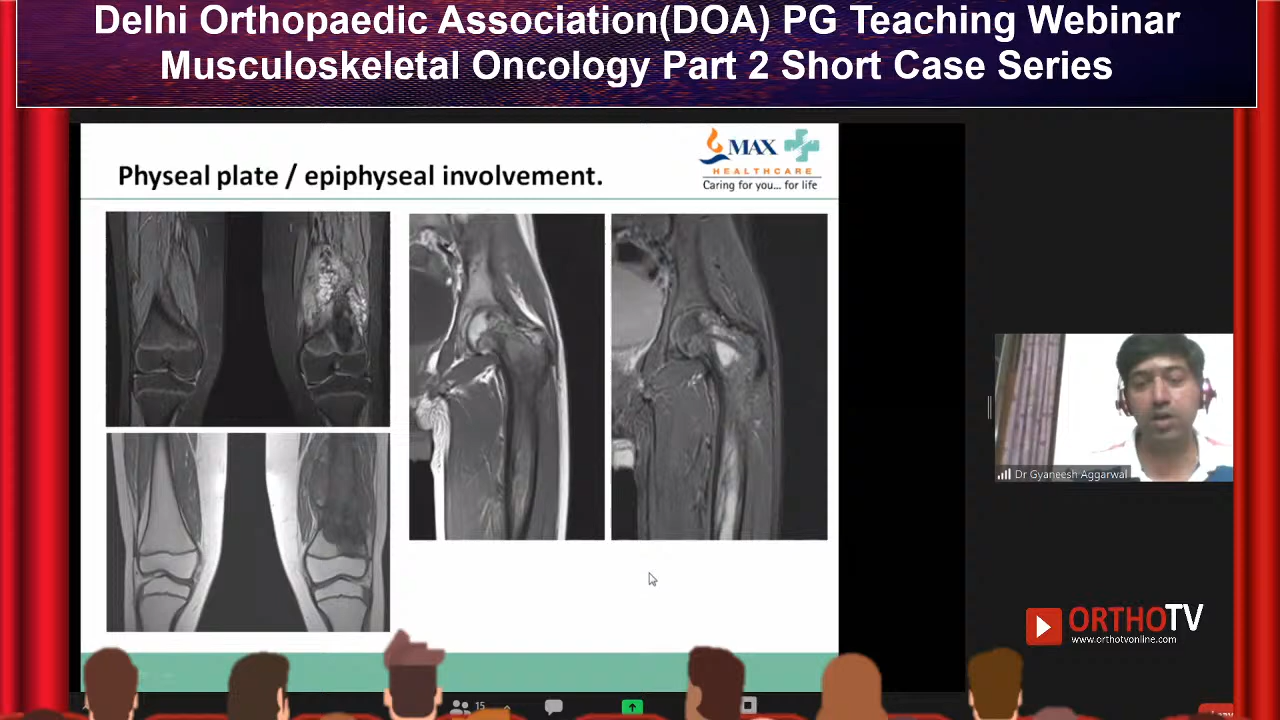 Delhi Orthopaedic Association(DOA) PG Teaching Webinar
Musculoskeletal Oncology Part 2 Short Case Series
Physeal plate / epiphyseal involvement.
MAX
HEALTHCARE
Caring for you... for life
Dr Gyaneesh Aggarwal
ORTHOTV
www.orthotvonline.com
15